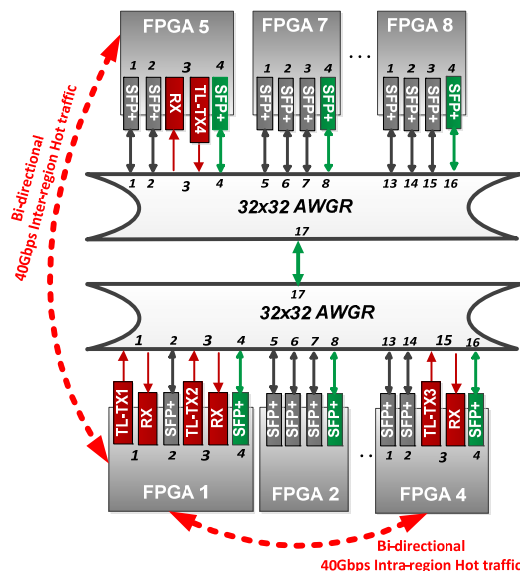 FPGA 5 FPGA 7 FPGA 8
1 2 3 4 1 2 3 4 1 2 3 4
SFP+ SFP+ RX TL-TX4 SFP+ SFP+ SFP+ SFP+ SFP+ SFP+ SFP+ SFP+ SFP+
...
1 2 3 4 5 6 7 8 13 14 15 16
32x32 AWGR
17
17
32x32 AWGR
1 2 3 4 5 6 7 8 13 14 15 16
TL-TX1 RX SFP+ TL-TX2 RX SFP+ SFP+ SFP+ SFP+ SFP+ SFP+ SFP+ TL-TX3 RX SFP+
1 2 3 4 1 2 3 4 1 2 3 4
..
FPGA 1 FPGA 2 FPGA 4
Bi-directional
40Gbps Inter-region Hot traffic
Bi-directional
40Gbps Intra-region Hot traffic